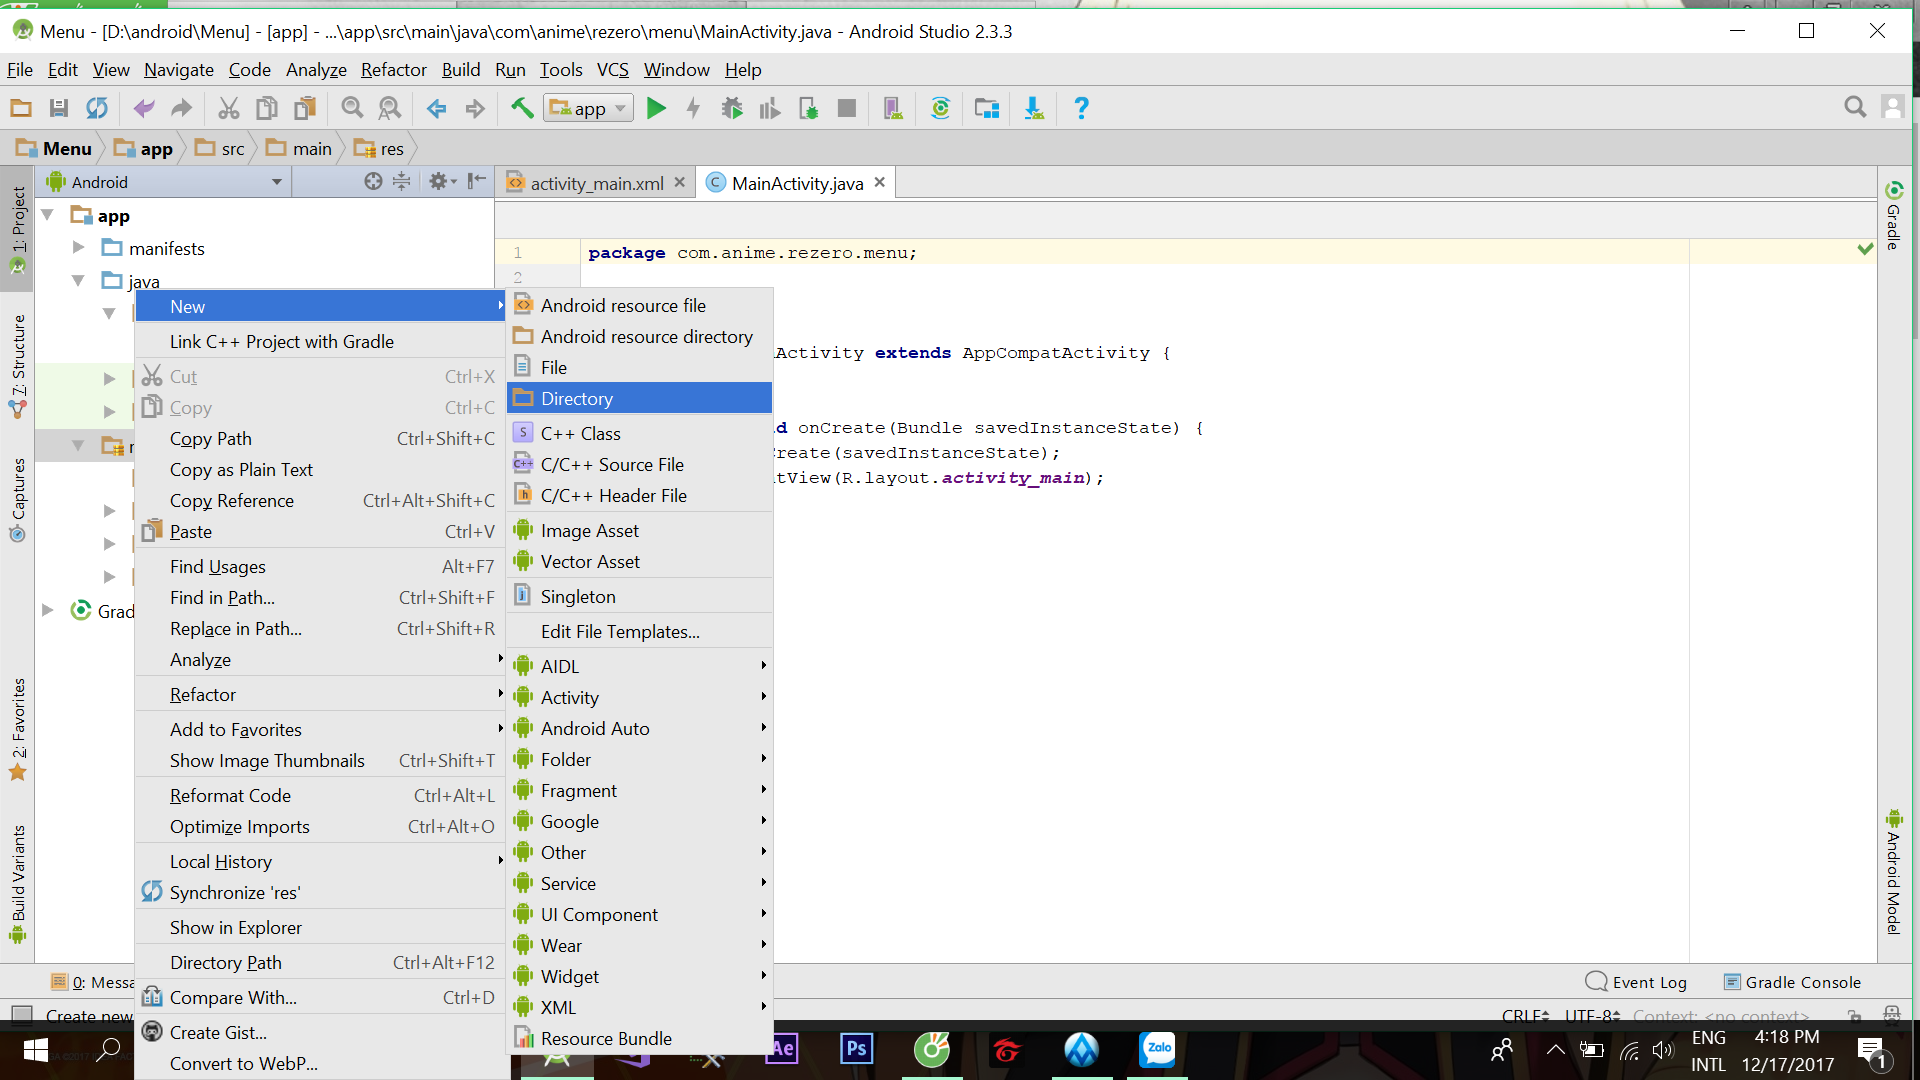 Menu - [D:\android\Menu] - [app] - ...\app\src\main\java\com\anime\rezero\menu\MainActivity.java - Android Studio 2.3.3
File Edit View Navigate Code Analyze Refactor Build Run Tools VCS Window Help
app
Menu app src main res
Android
activity_main.xml MainActivity.java
1: Project
7: Structure
Captures
2: Favorites
Build Variants
app
manifests
java
Grad
New
Link C++ Project with Gradle
Cut Ctrl+X
Copy Ctrl+C
Copy Path Ctrl+Shift+C
Copy as Plain Text
Copy Reference Ctrl+Alt+Shift+C
Paste Ctrl+V
Find Usages Alt+F7
Find in Path... Ctrl+Shift+F
Replace in Path... Ctrl+Shift+R
Analyze
Refactor
Add to Favorites
Show Image Thumbnails Ctrl+Shift+T
Reformat Code Ctrl+Alt+L
Optimize Imports Ctrl+Alt+O
Local History
Synchronize 'res'
Show in Explorer
Directory Path Ctrl+Alt+F12
Compare With... Ctrl+D
Create Gist...
Convert to WebP...
Android resource file
Android resource directory
File
Directory
C++ Class
C/C++ Source File
C/C++ Header File
Image Asset
Vector Asset
Singleton
Edit File Templates...
AIDL
Activity
Android Auto
Folder
Fragment
Google
Other
Service
UI Component
Wear
Widget
XML
Resource Bundle
1 package com.anime.rezero.menu;
2
Activity extends AppCompatActivity {
d onCreate(Bundle savedInstanceState) {
Create(savedInstanceState);
tView(R.layout.activity_main);
Gradle
Android Model
0: Messa
Event Log Gradle Console
Create new
CRLF UTF-8 Context: <no context>
Ae Ps Zalo
ENG
INTL
4:18 PM
12/17/2017
1